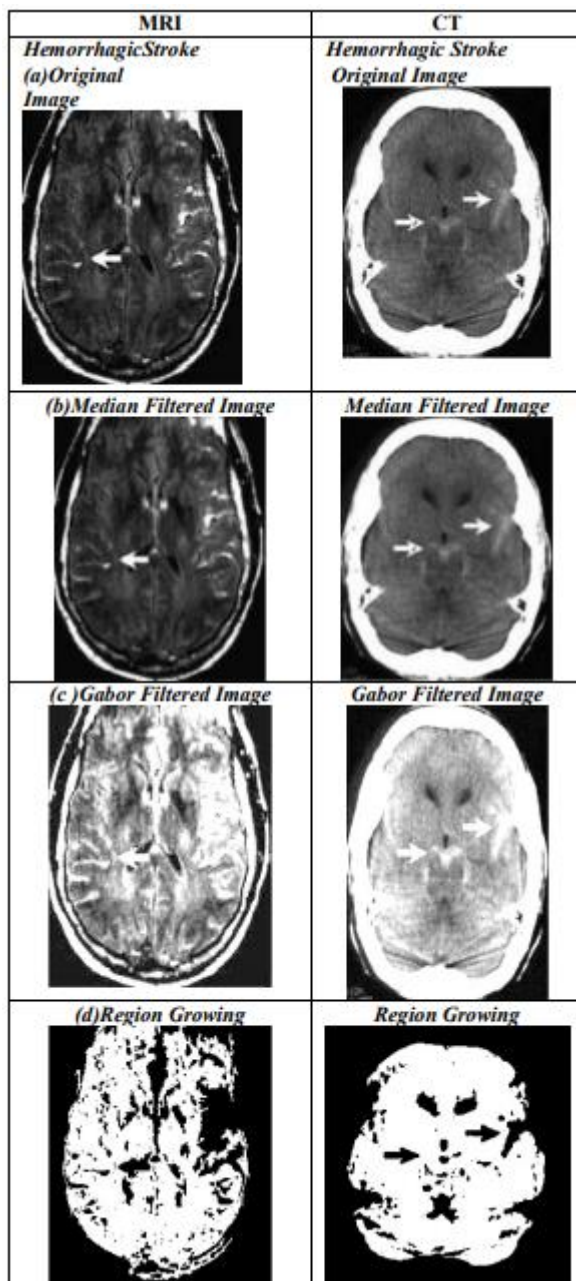 MRI CT
HemorrhagicStroke
(a)Original
Image
Hemorrhagic Stroke
Original Image
(b)Median Filtered Image Median Filtered Image
(c )Gabor Filtered Image Gabor Filtered Image
(d)Region Growing Region Growing